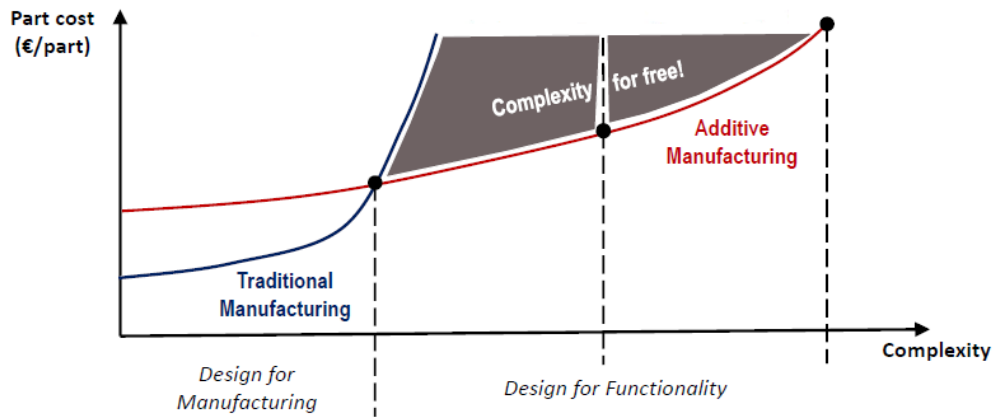 Part cost
(€/part)
Complexity for free!
Additive
Manufacturing
Traditional
Manufacturing
Complexity
Design for
Manufacturing
Design for Functionality